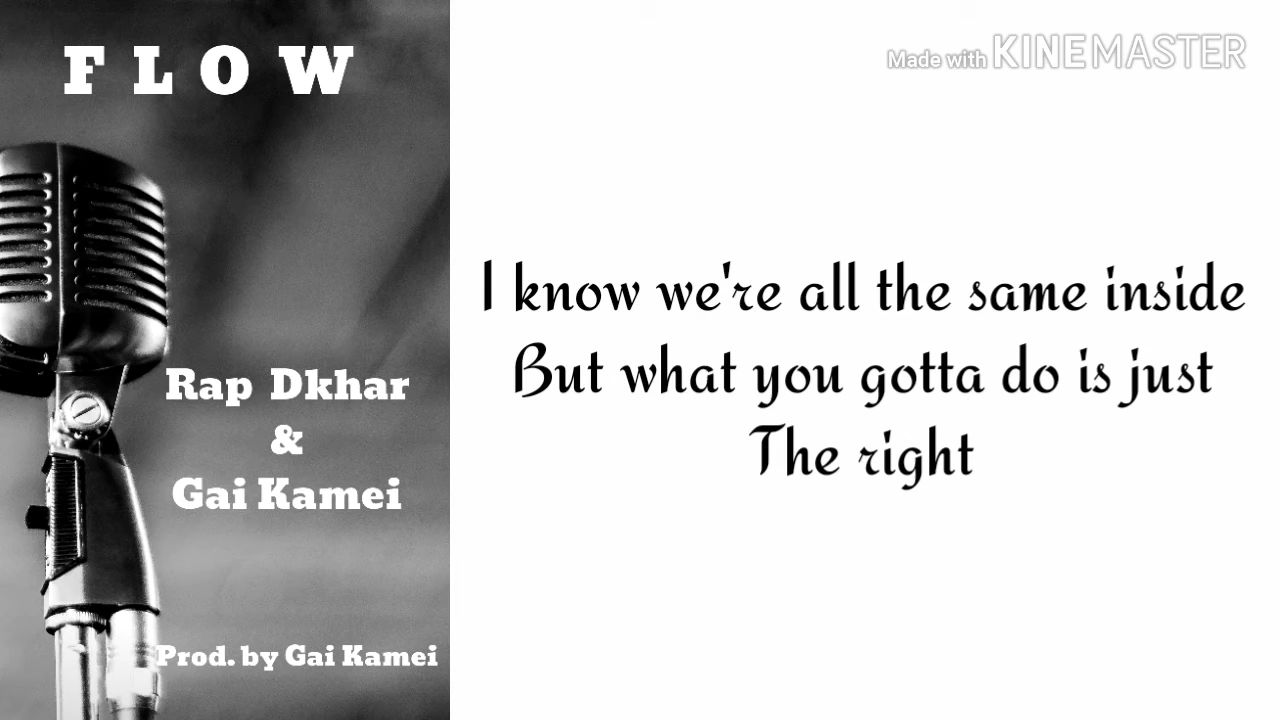 F L O W
Rap Dkhar
&
Gai Kamei
Prod. by Gai Kamei
Made with KINEMASTER
I know we're all the same inside
But what you gotta do is just
The right